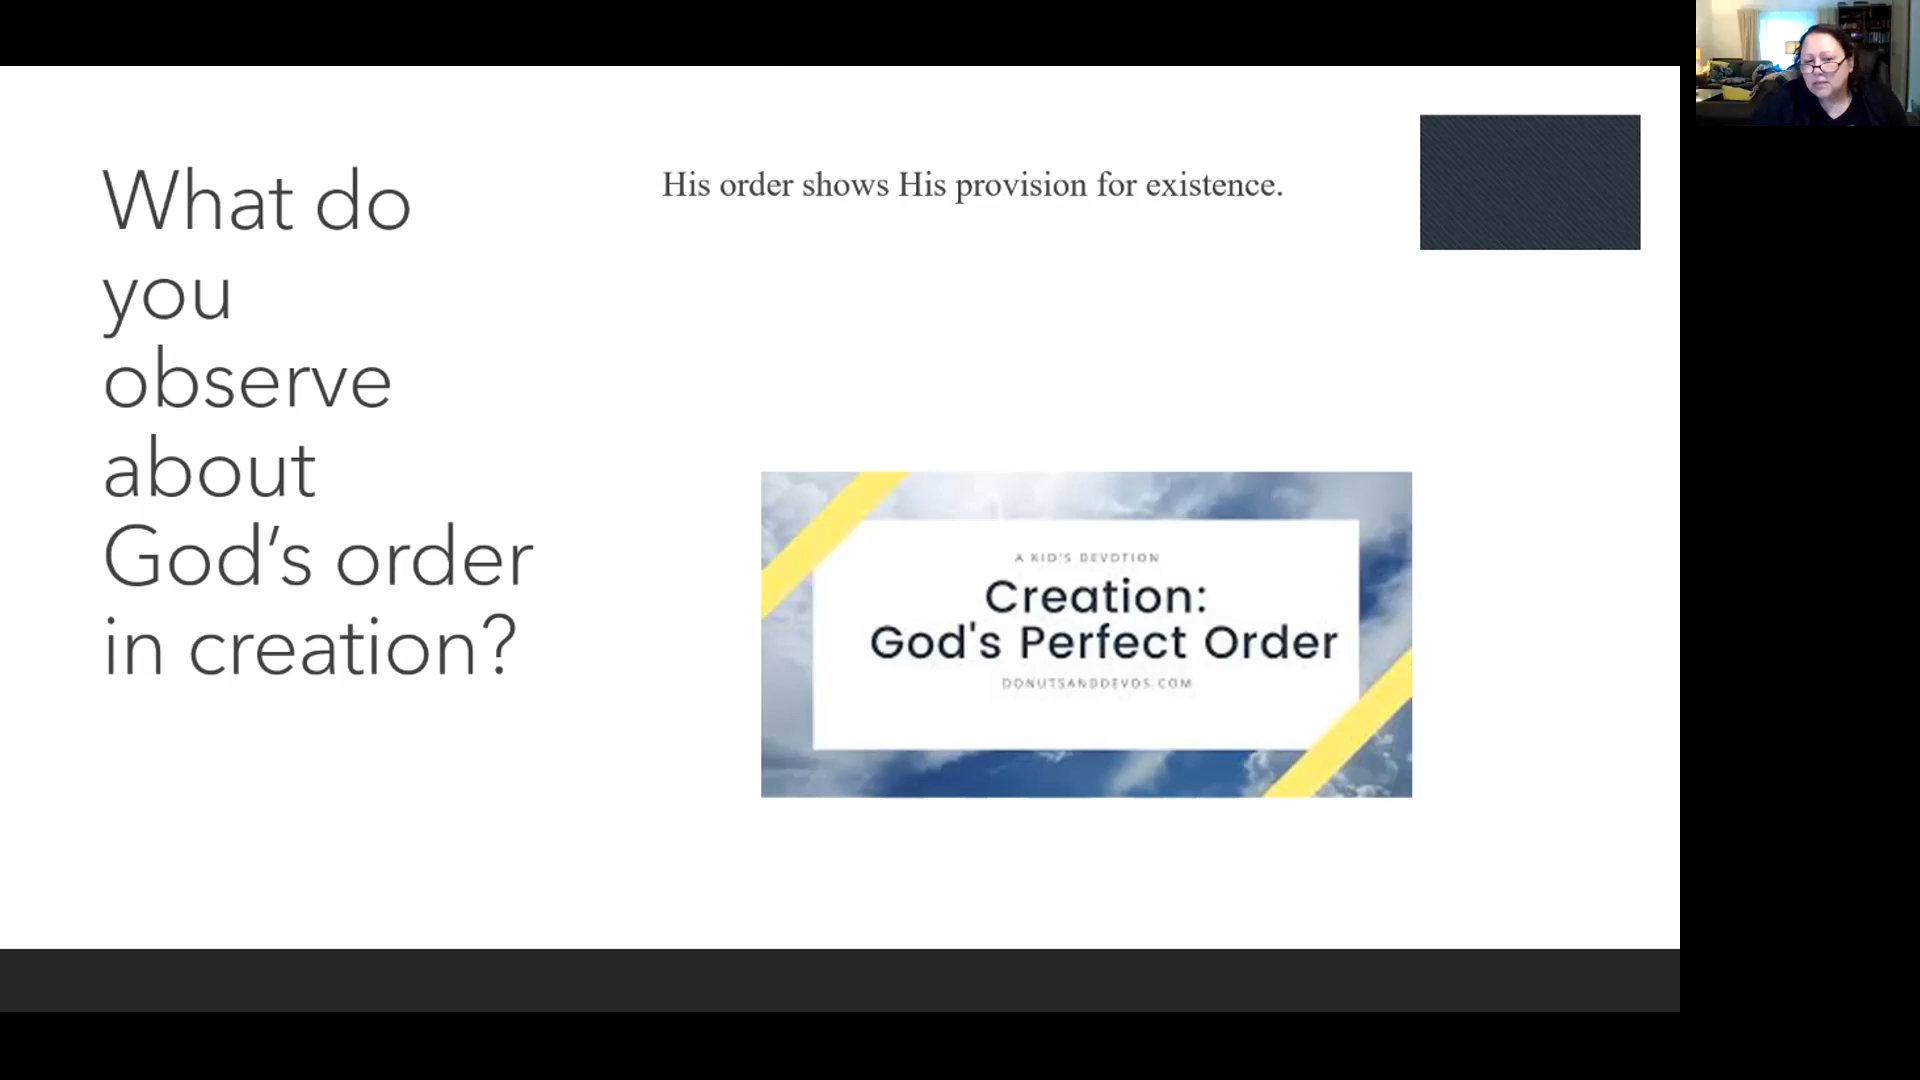 What do
you
observe
about
God's order
in creation?
His order shows His provision for existence.
A KID'S DEVOTION
Creation:
God's Perfect Order
DONUTSANDDEVOS.COM